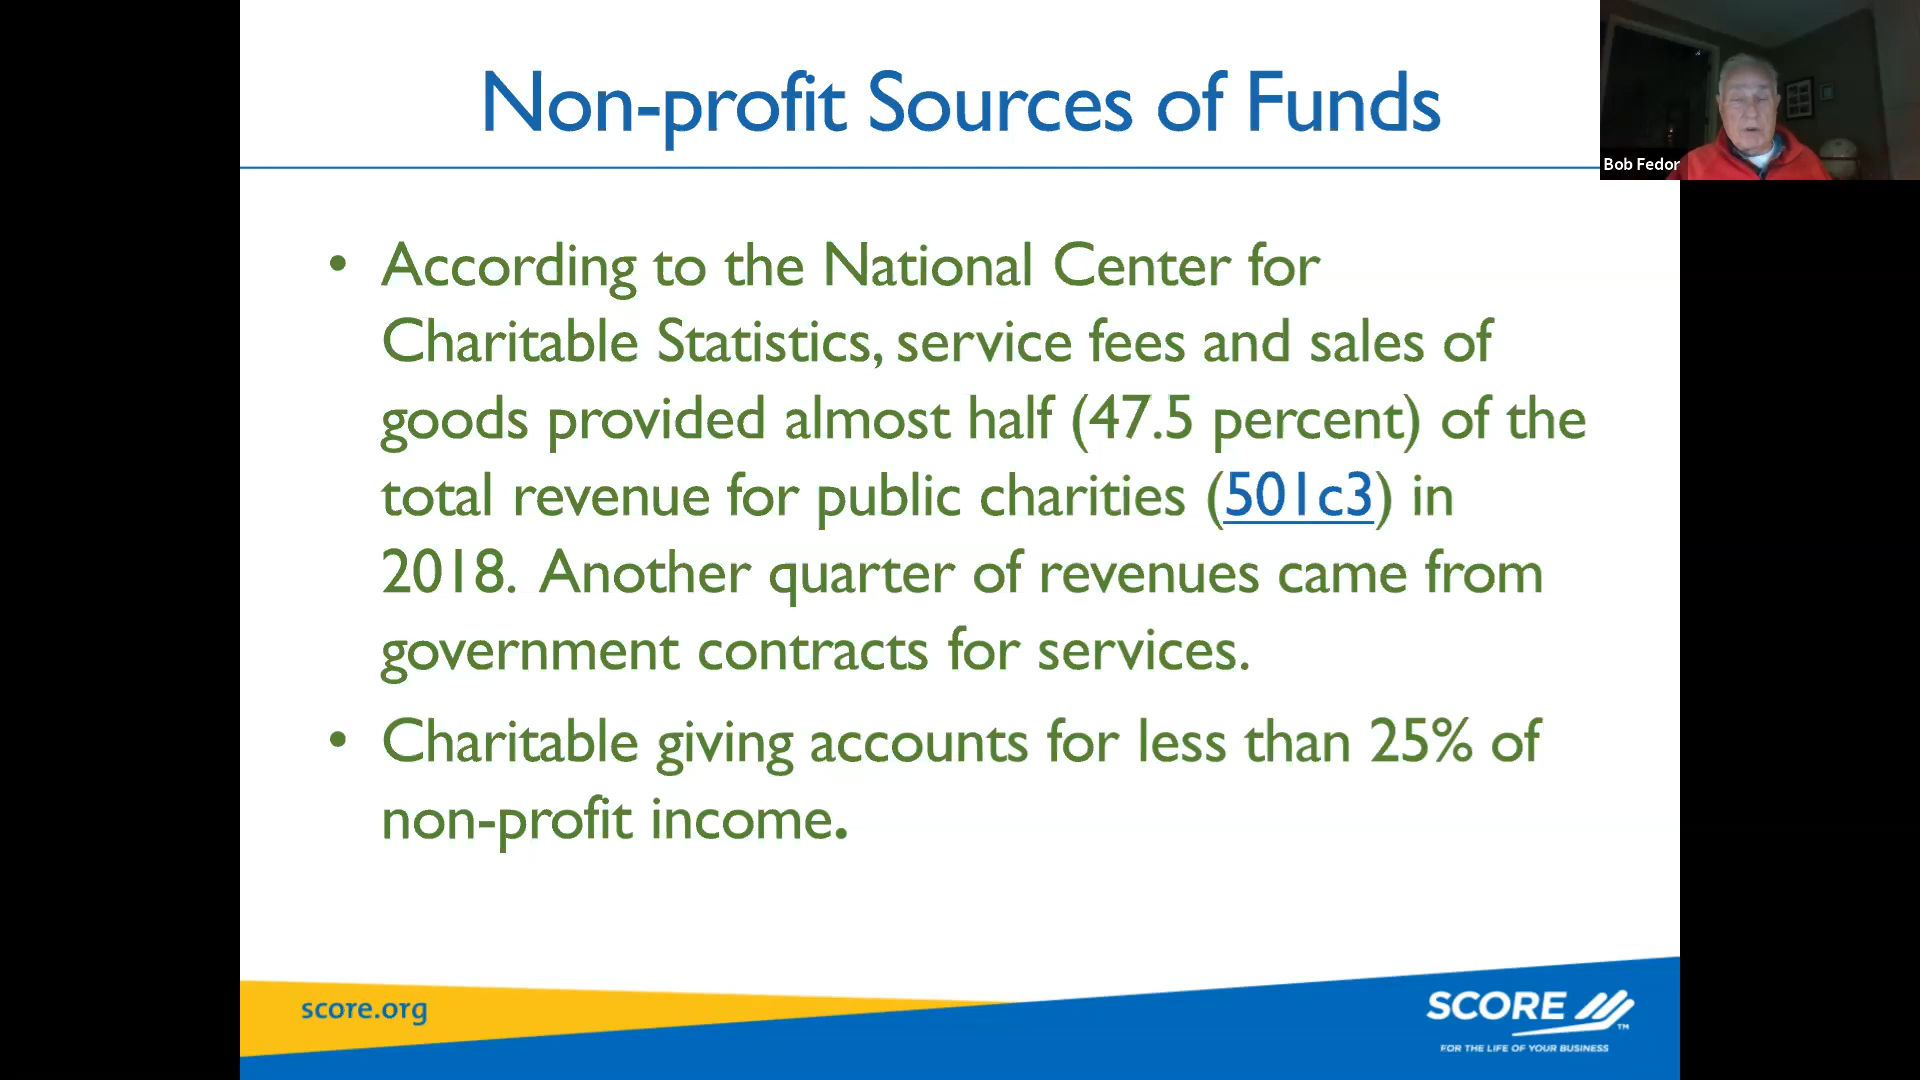 Non-profit Sources of Funds
Bob Fedor
• According to the National Center for
Charitable Statistics, service fees and sales of
goods provided almost half (47.5 percent) of the
total revenue for public charities (501c3) in
2018. Another quarter of revenues came from
government contracts for services.
• Charitable giving accounts for less than 25% of
non-profit income.
score.org
SCORE
TM
FOR THE LIFE OF YOUR BUSINESS